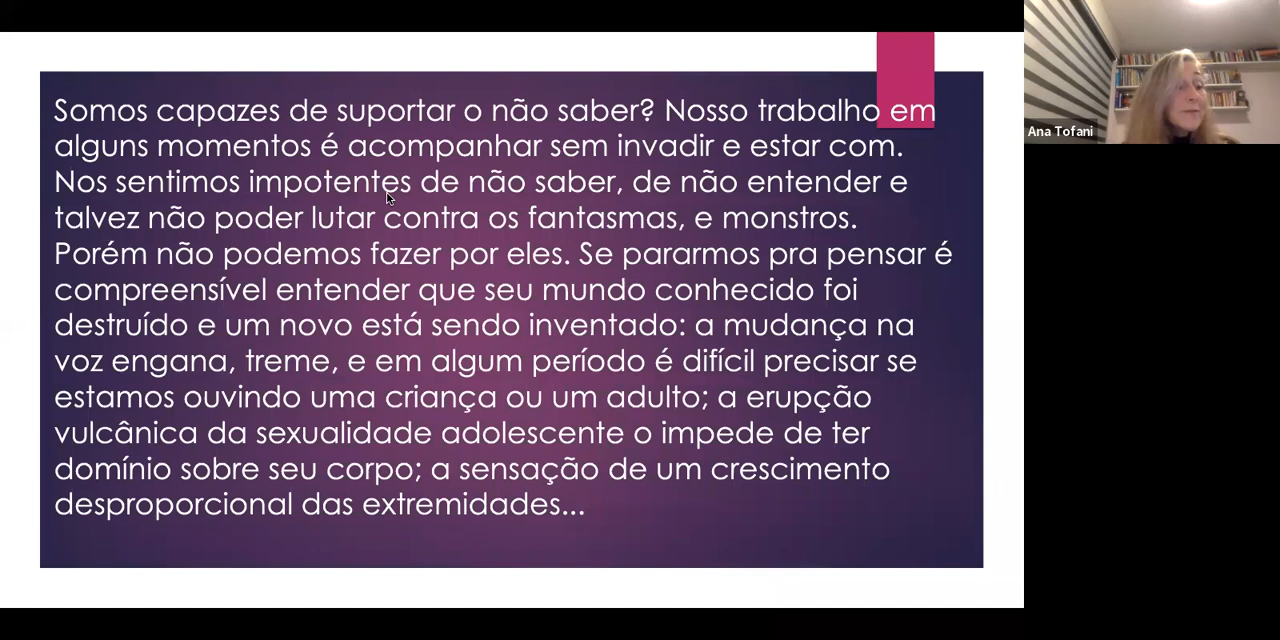 Somos capazes de suportar o não saber? Nosso trabalho em
alguns momentos é acompanhar sem invadir e estar com.
Nos sentimos impotentes de não saber, de não entender e
talvez não poder lutar contra os fantasmas, e monstros.
Porém não podemos fazer por eles. Se pararmos pra pensar é
compreensível entender que seu mundo conhecido foi
destruído e um novo está sendo inventado: a mudança na
voz engana, treme, e em algum período é difícil precisar se
estamos ouvindo uma criança ou um adulto; a erupção
vulcânica da sexualidade adolescente o impede de ter
domínio sobre seu corpo; a sensação de um crescimento
desproporcional das extremidades...
Ana Tofani